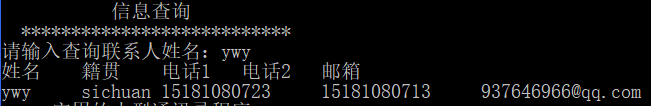 信息查询
***************************
请输入查询联系人姓名：ywy
姓名 籍贯 电话1 电话2 邮箱
ywy sichuan 15181080723 15181080713 937646966@qq.com